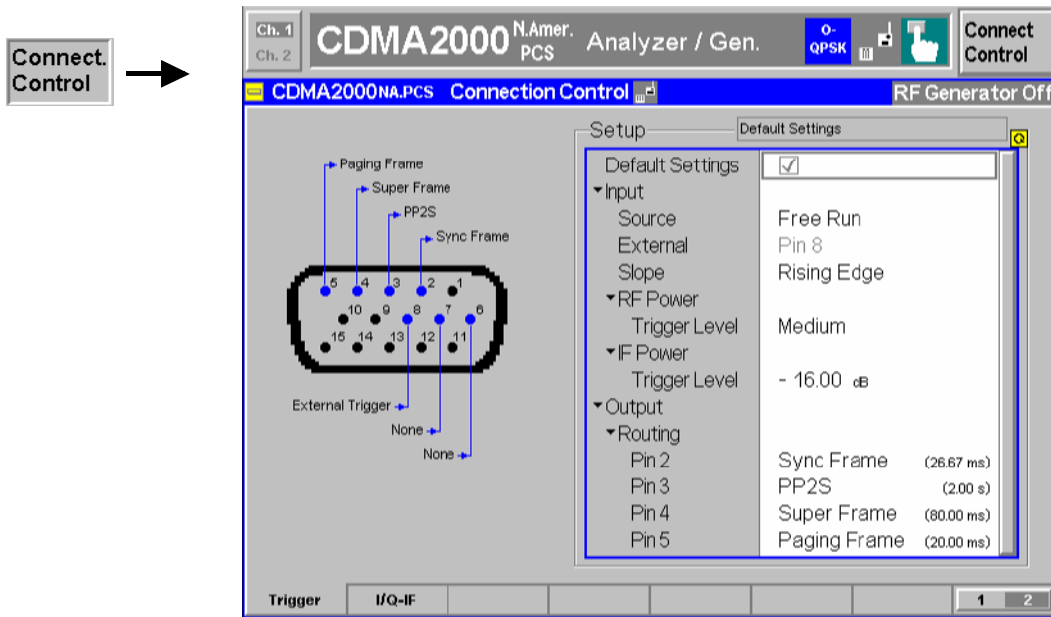 Connect.
Control
Ch. 1
Ch. 2
CDMA2000 N.Amer. PCS Analyzer / Gen.
O-
QPSK
Connect
Control
CDMA2000 NA.PCS Connection Control
RF Generator Off
Setup
Default Settings
Paging Frame
Super Frame
PP2S
Sync Frame
5 4 3 2 1
10 9 8 7 6
15 14 13 12 11
External Trigger
None
None
Default Settings
Input
Source Free Run
External Pin 8
Slope Rising Edge
RF Power
Trigger Level Medium
IF Power
Trigger Level - 16.00 dB
Output
Routing
Pin 2 Sync Frame (26.67 ms)
Pin 3 PP2S (2.00 s)
Pin 4 Super Frame (80.00 ms)
Pin 5 Paging Frame (20.00 ms)
Trigger I/Q-IF 1 2